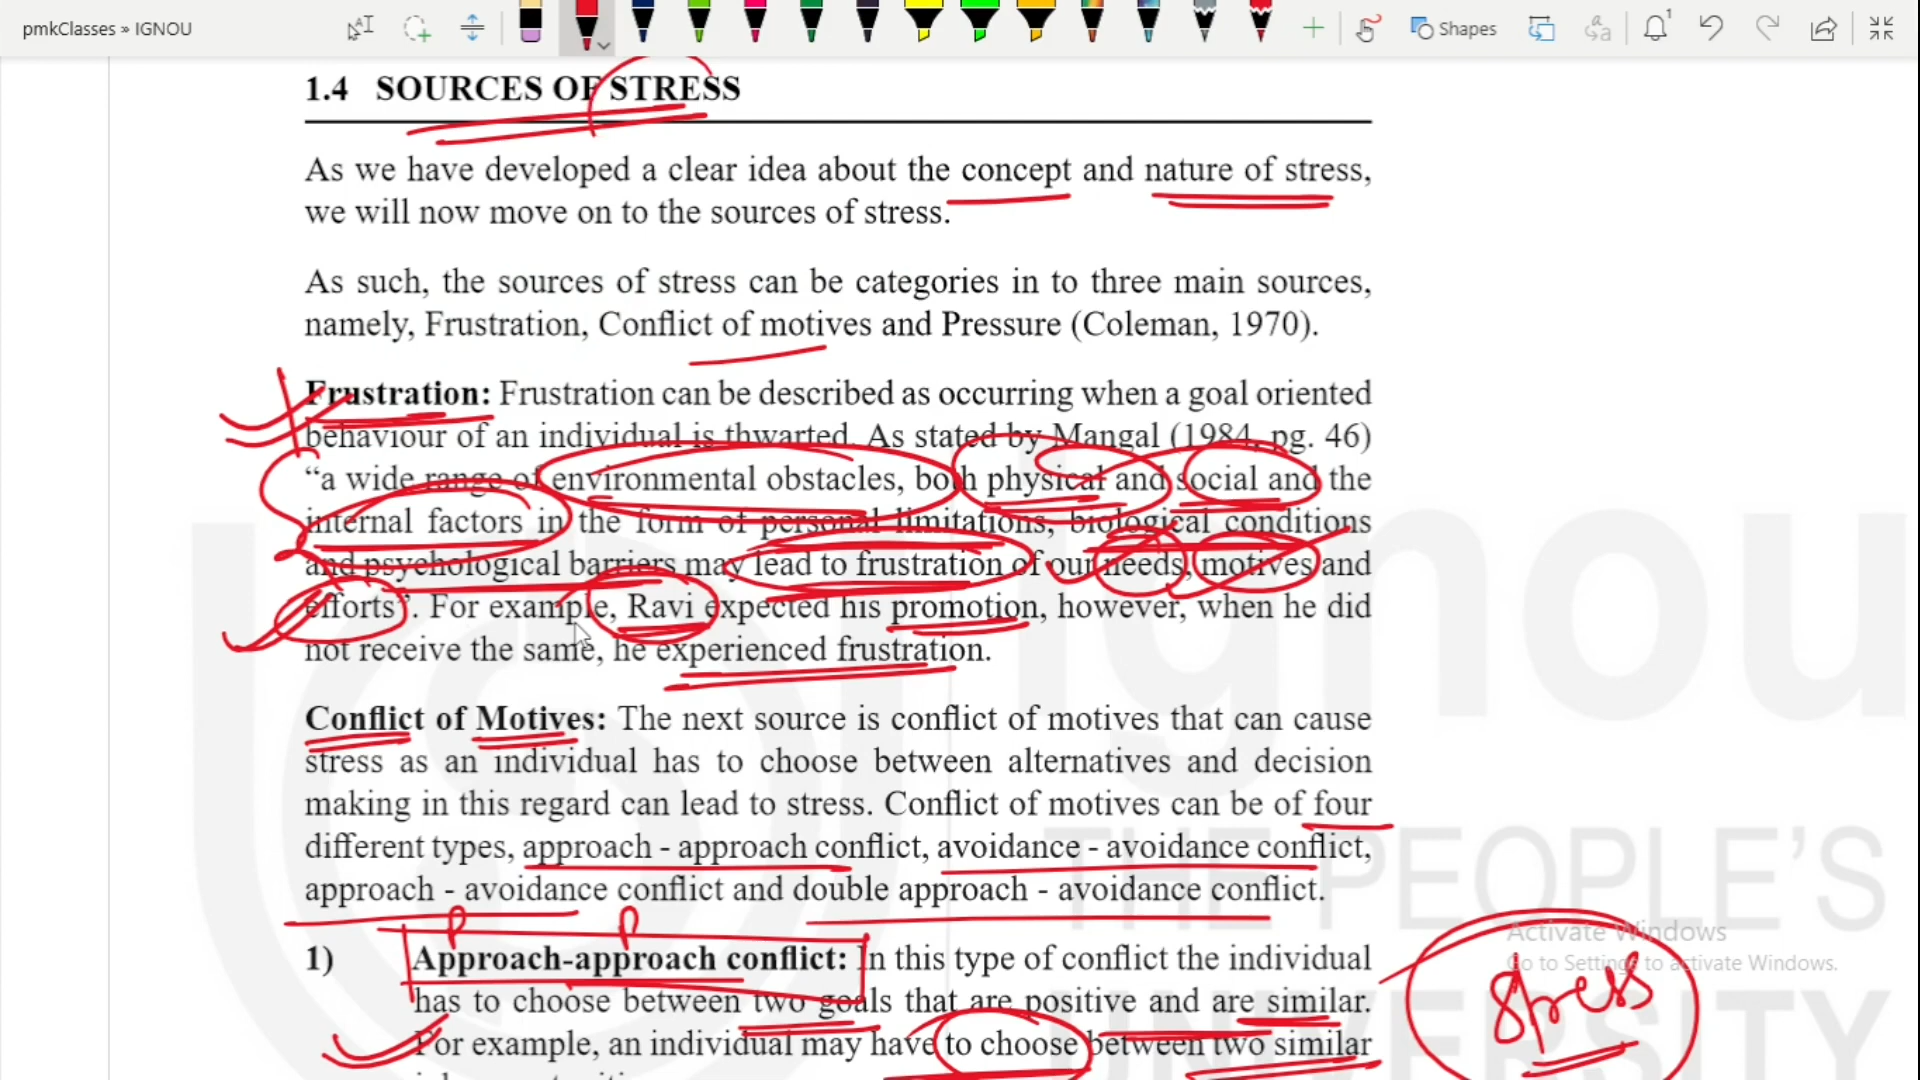 pmkClasses » IGNOU
Shapes
1.4 SOURCES OF STRESS
As we have developed a clear idea about the concept and nature of stress,
we will now move on to the sources of stress.
As such, the sources of stress can be categories in to three main sources,
namely, Frustration, Conflict of motives and Pressure (Coleman, 1970).
Frustration: Frustration can be described as occurring when a goal oriented
behaviour of an individual is thwarted. As stated by Mangal (1984, pg. 46)
“a wide range of environmental obstacles, both physical and social and the
internal factors in the form of personal limitations, biological conditions
and psychological barriers may lead to frustration of our needs, motives and
efforts”. For example, Ravi expected his promotion, however, when he did
not receive the same, he experienced frustration.
Conflict of Motives: The next source is conflict of motives that can cause
stress as an individual has to choose between alternatives and decision
making in this regard can lead to stress. Conflict of motives can be of four
different types, approach - approach conflict, avoidance - avoidance conflict,
approach - avoidance conflict and double approach - avoidance conflict.
1) Approach-approach conflict: In this type of conflict the individual
has to choose between two goals that are positive and are similar.
For example, an individual may have to choose between two similar
ignou
THE PEOPLE'S
UNIVERSITY
Stress
Activate Windows
Go to Settings to activate Windows.